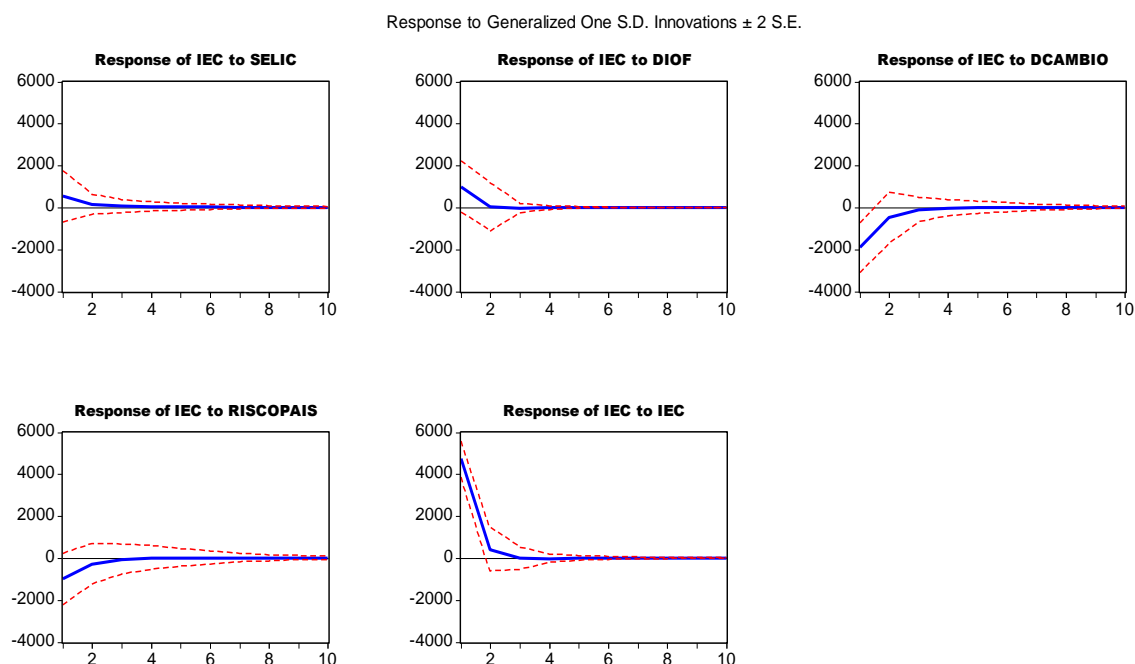 Response to Generalized One S.D. Innovations ± 2 S.E.
Response of IEC to SELIC
6000
4000
2000
0
-2000
-4000
2 4 6 8 10
Response of IEC to DIOF
6000
4000
2000
0
-2000
-4000
2 4 6 8 10
Response of IEC to DCAMBIO
6000
4000
2000
0
-2000
-4000
2 4 6 8 10
Response of IEC to RISCOPAIS
6000
4000
2000
0
-2000
-4000
2 4 6 8 10
Response of IEC to IEC
6000
4000
2000
0
-2000
-4000
2 4 6 8 10